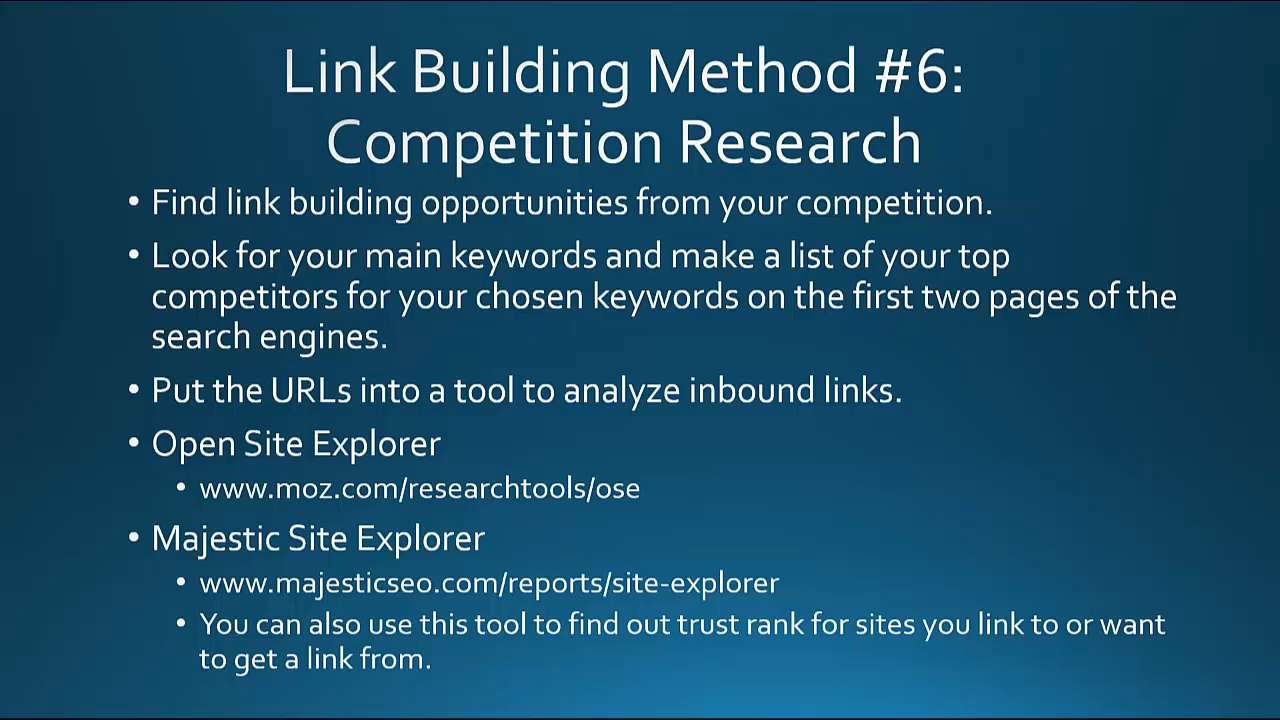 Link Building Method #6:
Competition Research
• Find link building opportunities from your competition.
• Look for your main keywords and make a list of your top
competitors for your chosen keywords on the first two pages of the
search engines.
• Put the URLs into a tool to analyze inbound links.
• Open Site Explorer
• www.moz.com/researchtools/ose
• Majestic Site Explorer
• www.majesticseo.com/reports/site-explorer
• You can also use this tool to find out trust rank for sites you link to or want
to get a link from.